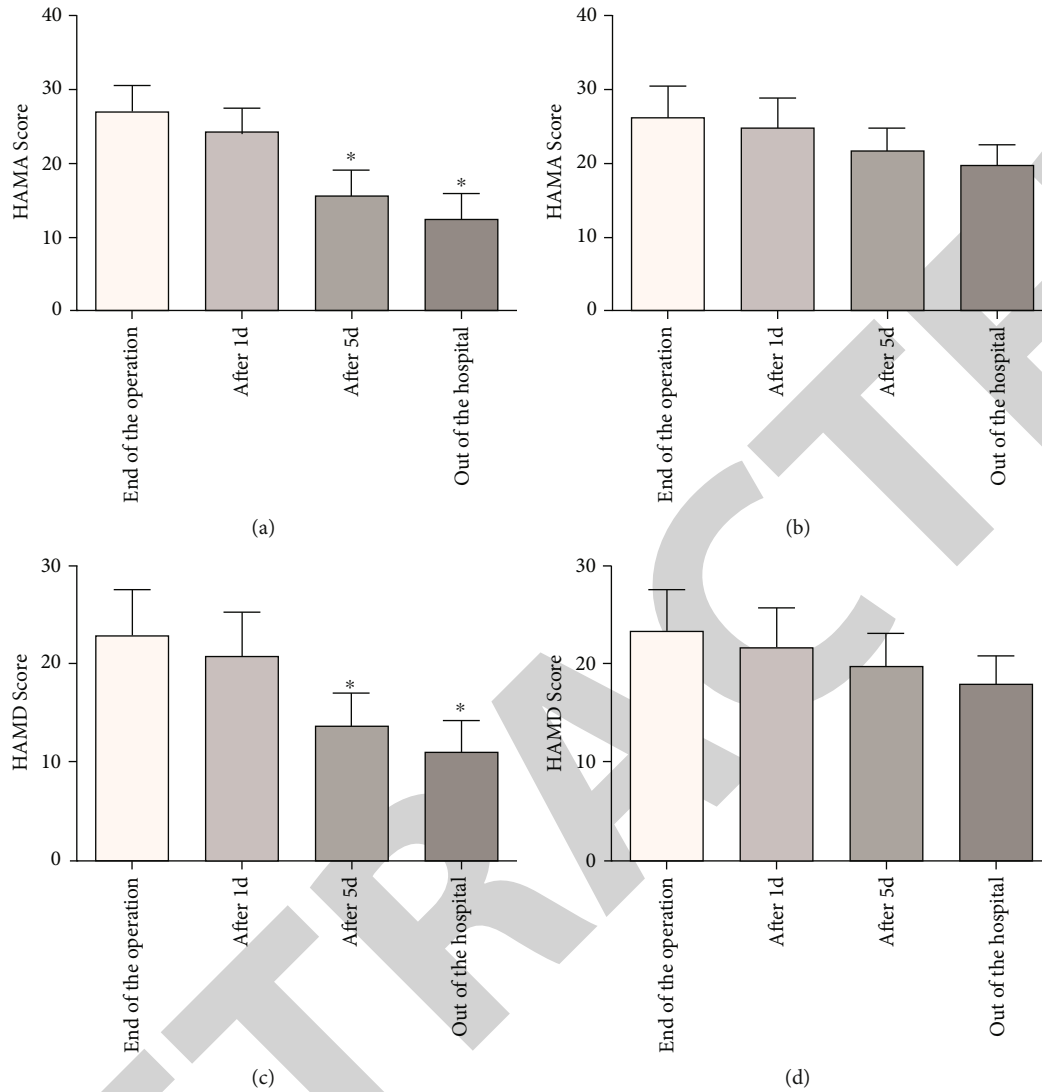 40
30
20
10
0
HAMA Score
*
*
End of the operation
After 1d
After 5d
Out of the hospital
(a)
40
30
20
10
0
HAMA Score
End of the operation
After 1d
After 5d
Out of the hospital
(b)
30
20
10
0
HAMD Score
*
*
End of the operation
After 1d
After 5d
Out of the hospital
(c)
30
20
10
0
HAMD Score
End of the operation
After 1d
After 5d
Out of the hospital
(d)
TRACTE